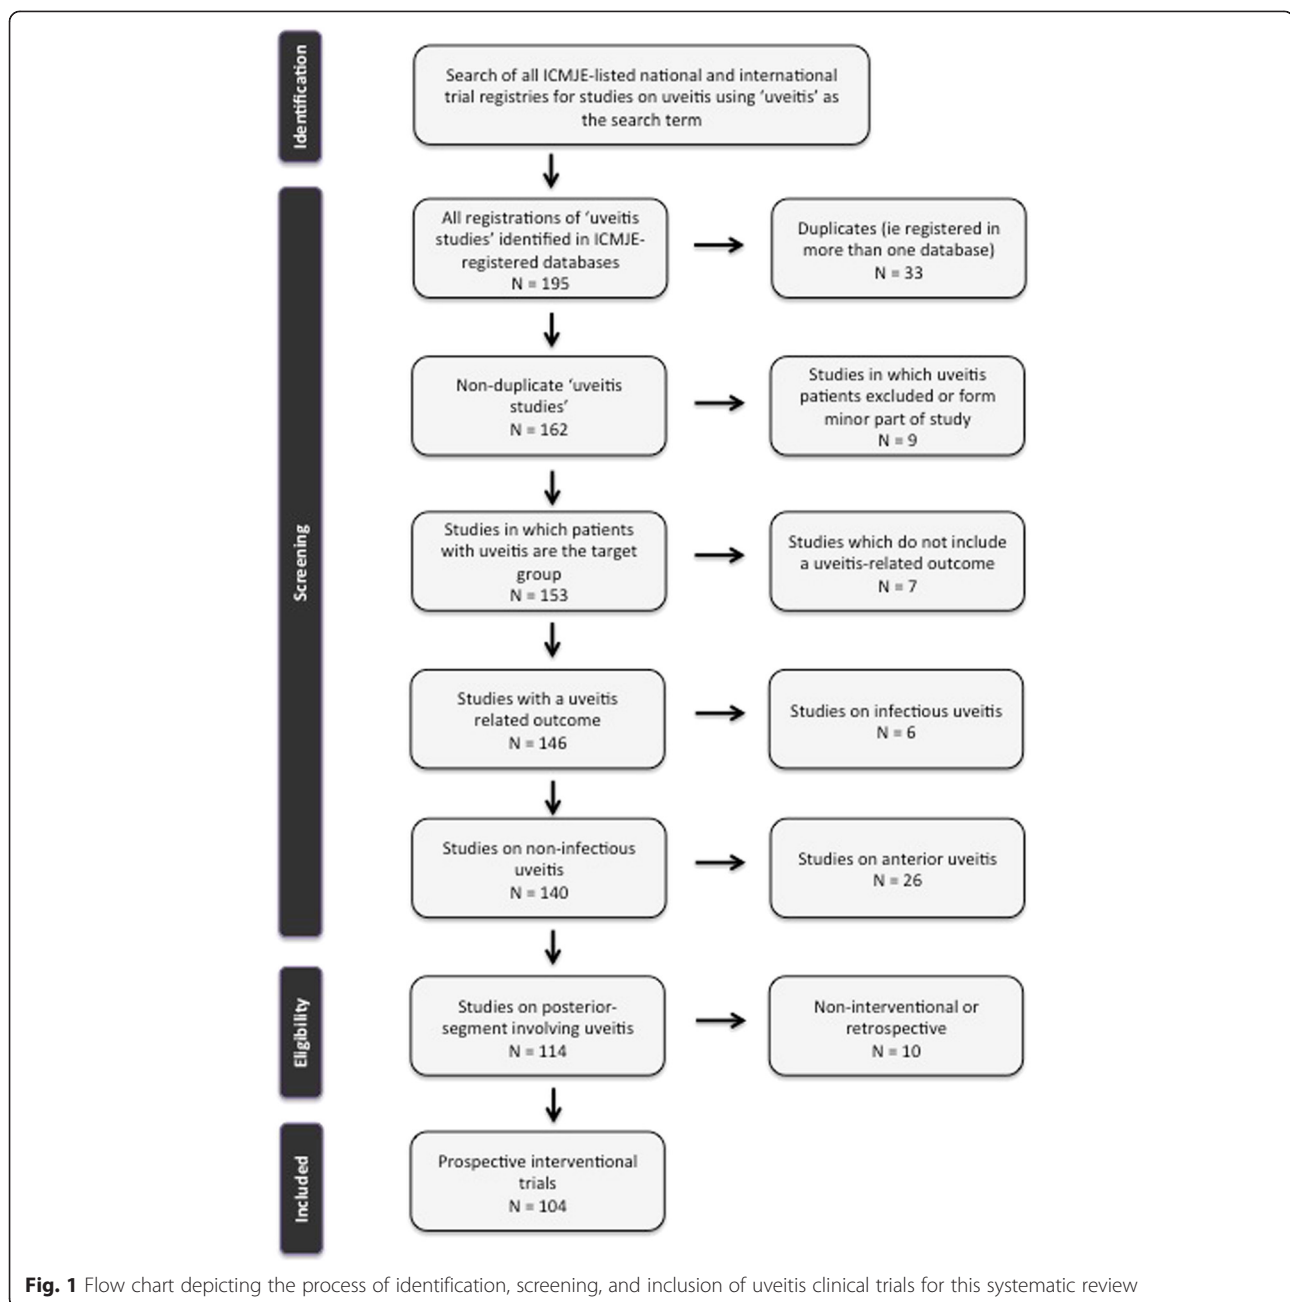 Identification
Search of all ICMJE-listed national and international
trial registries for studies on uveitis using ‘uveitis’ as
the search term
Screening
All registrations of ‘uveitis
studies’ identified in ICMJE-
registered databases
N = 195
Duplicates (ie registered in
more than one database)
N = 33
Non-duplicate ‘uveitis
studies’
N = 162
Studies in which uveitis
patients excluded or form
minor part of study
N = 9
Studies in which patients
with uveitis are the target
group
N = 153
Studies which do not include
a uveitis-related outcome
N = 7
Studies with a uveitis
related outcome
N = 146
Studies on infectious uveitis
N = 6
Studies on non-infectious
uveitis
N = 140
Studies on anterior uveitis
N = 26
Eligibility
Studies on posterior-
segment involving uveitis
N = 114
Non-interventional or
retrospective
N = 10
Included
Prospective interventional
trials
N = 104
Fig. 1 Flow chart depicting the process of identification, screening, and inclusion of uveitis clinical trials for this systematic review